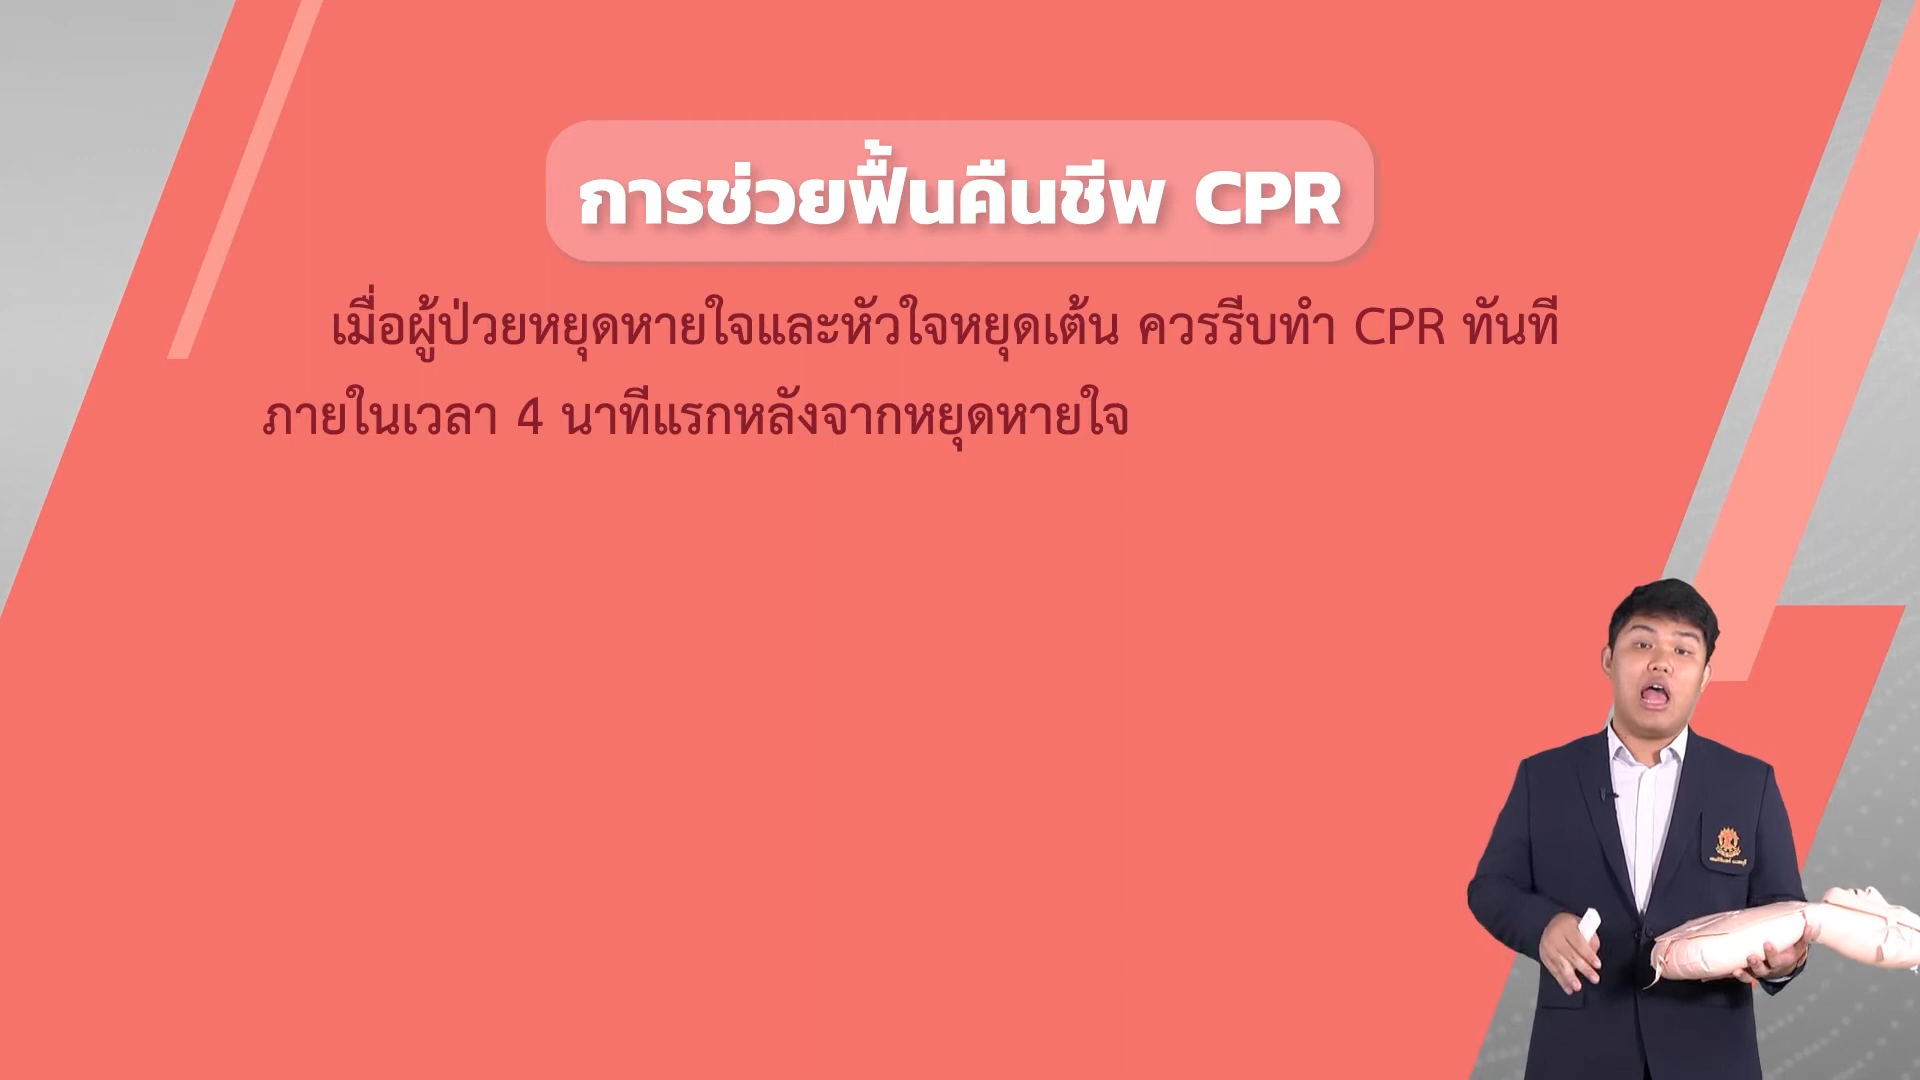 การช่วยฟื้นคืนชีพ CPR
เมื่อผู้ป่วยหยุดหายใจและหัวใจหยุดเต้น ควรรีบทำ CPR ทันที
ภายในเวลา 4 นาทีแรกหลังจากหยุดหายใจ